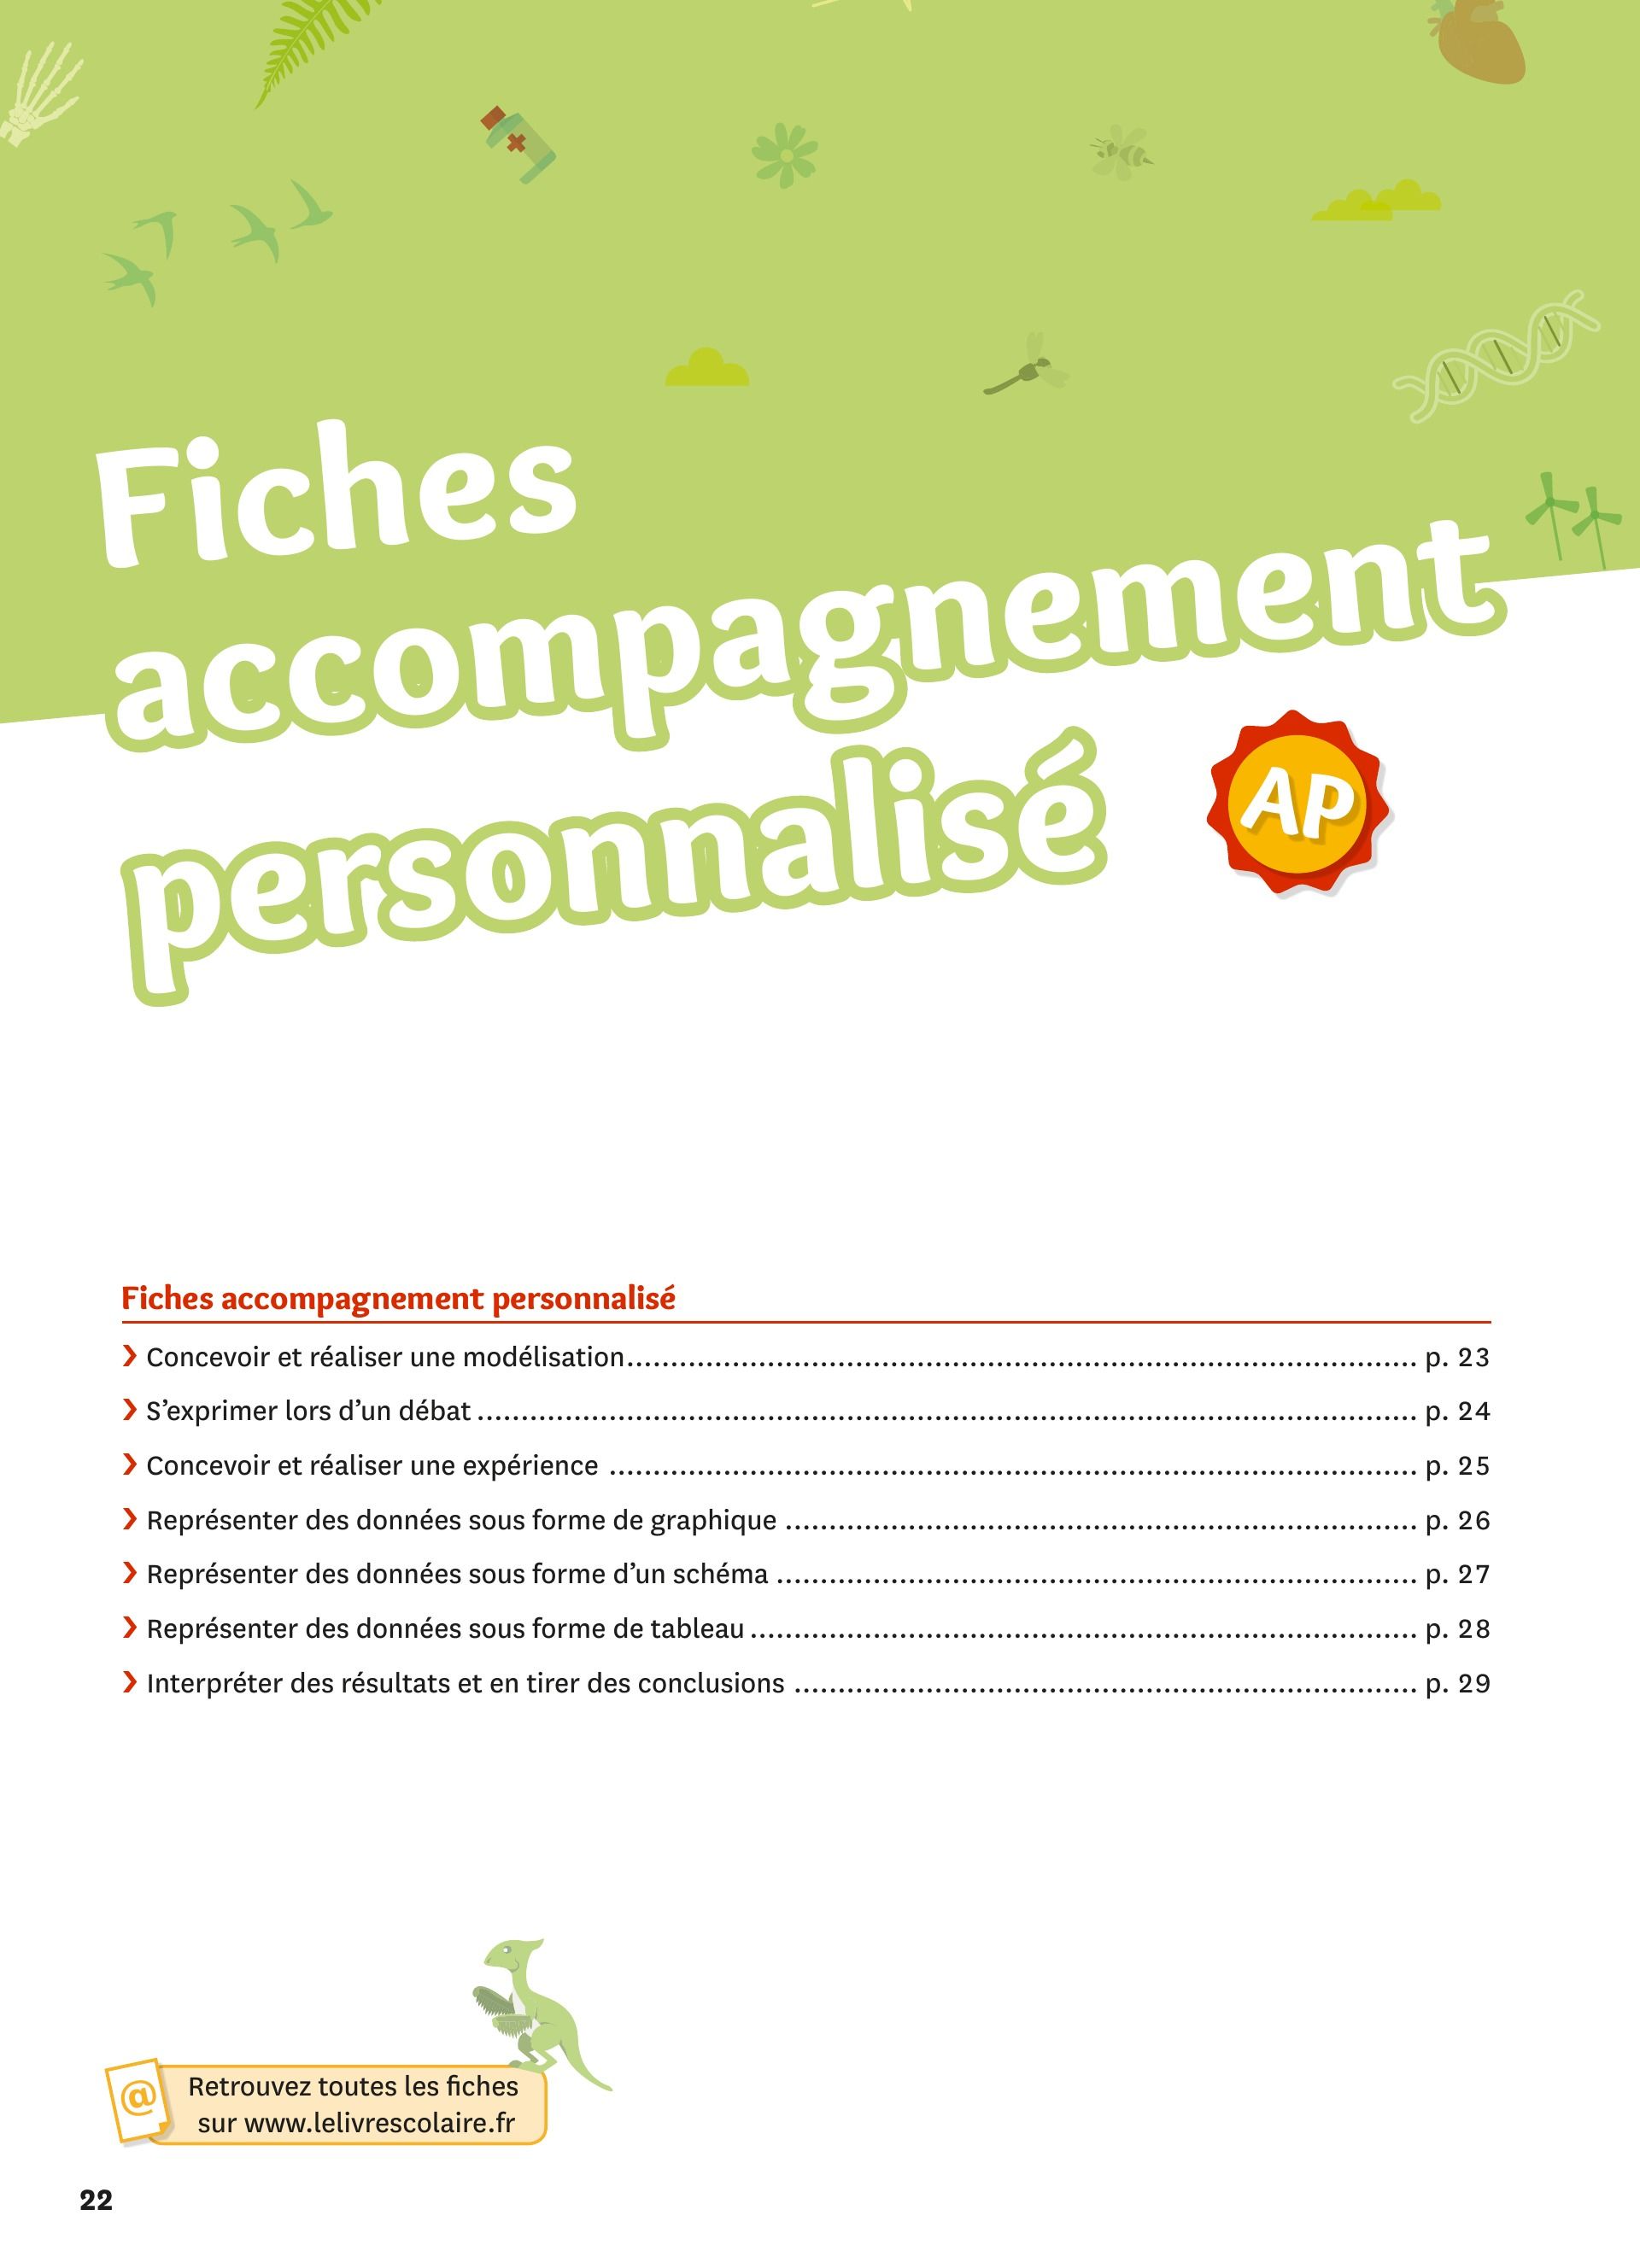 Fiches
accompagnement
personnalisé
AP
Fiches accompagnement personnalisé
❯ Concevoir et réaliser une modélisation.......... p. 23
❯ S’exprimer lors d’un débat .......... p. 24
❯ Concevoir et réaliser une expérience .......... p. 25
❯ Représenter des données sous forme de graphique .......... p. 26
❯ Représenter des données sous forme d’un schéma .......... p. 27
❯ Représenter des données sous forme de tableau .......... p. 28
❯ Interpréter des résultats et en tirer des conclusions .......... p. 29
@
Retrouvez toutes les fiches
sur www.lelivrescolaire.fr
22